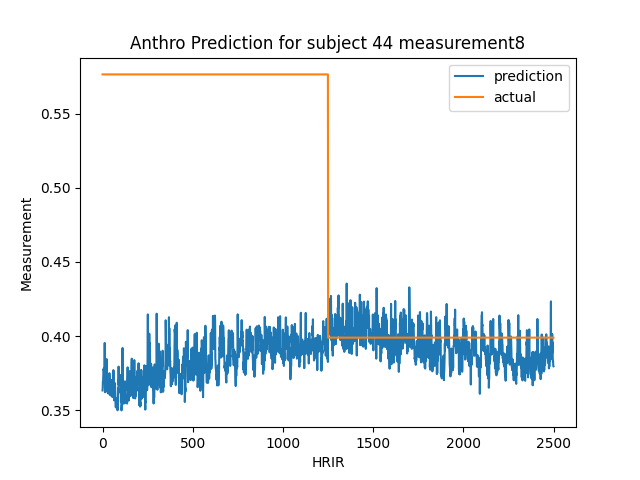 Anthro Prediction for subject 44 measurement8
prediction
actual
Measurement
0.55
0.50
0.45
0.40
0.35
0
500
1000
1500
2000
2500
HRIR